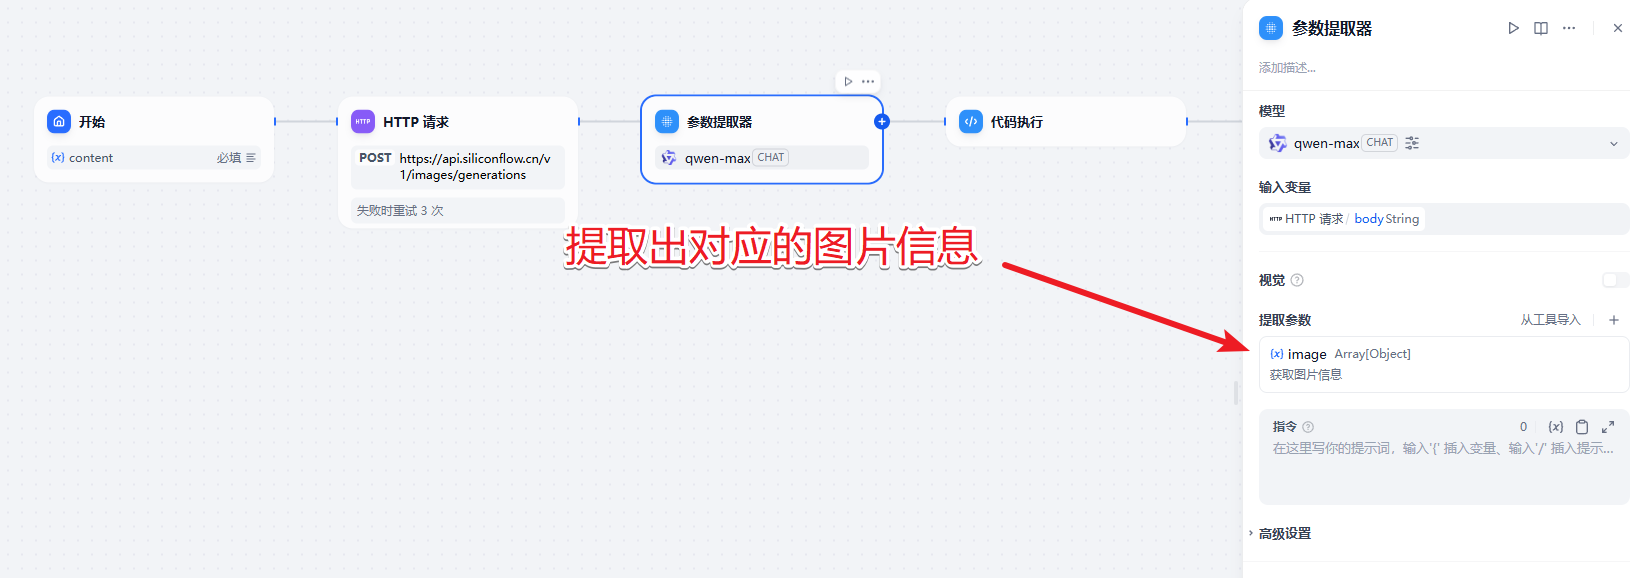 开始
content 必填
HTTP HTTP 请求
POST https://api.siliconflow.cn/v
1/images/generations
失败时重试 3 次
参数提取器
qwen-max CHAT
代码执行
提取出对应的图片信息
参数提取器
添加描述...
模型
qwen-max CHAT
输入变量
HTTP HTTP 请求 / body String
视觉
提取参数 从工具导入
{x} image Array[Object]
获取图片信息
指令 0 {x}
在这里写你的提示词，输入'{' 插入变量、输入'/' 插入提示...
高级设置